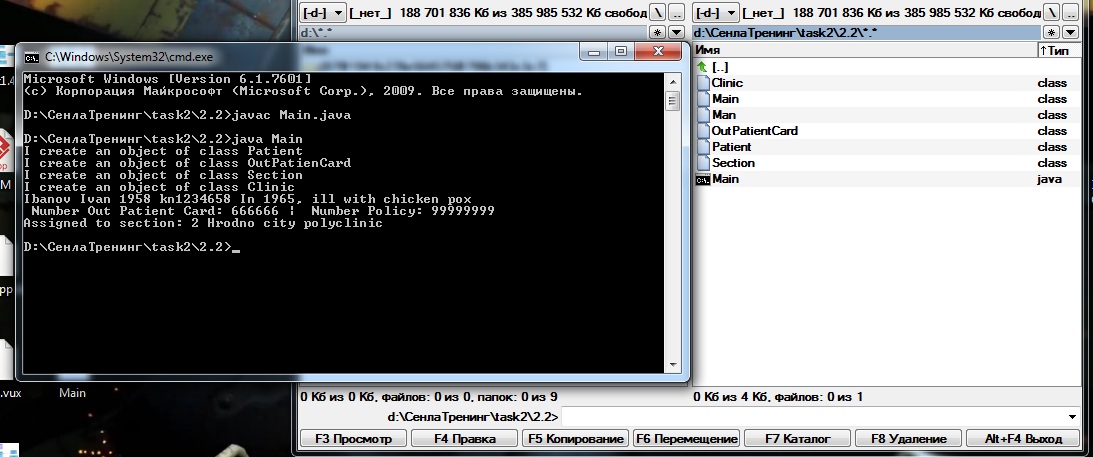 [-d-] [_нет_] 188 701 836 Кб из 385 985 532 Кб свобод \ ..
d:\*.*
C:\Windows\System32\cmd.exe
Microsoft Windows [Version 6.1.7601]
(c) Корпорация Майкрософт (Microsoft Corp.), 2009. Все права защищены.
D:\СенлаТренинг\task2\2.2>javac Main.java
D:\СенлаТренинг\task2\2.2>java Main
I create an object of class Patient
I create an object of class OutPatienCard
I create an object of class Section
I create an object of class Clinic
Ibanov Ivan 1958 kn1234658 In 1965, ill with chicken pox
Number Out Patient Card: 666666 ¦ Number Policy: 99999999
Assigned to section: 2 Hrodno city polyclinic
D:\СенлаТренинг\task2\2.2>_
[-d-] [_нет_] 188 701 836 Кб из 385 985 532 Кб свобод \ ..
d:\СенлаТренинг\task2\2.2\*.* *
Имя ↑Тип
[..]
Clinic class
Main class
Man class
OutPatientCard class
Patient class
Section class
Main java
0 Кб из 0 Кб, файлов: 0 из 0, папок: 0 из 9
0 Кб из 4 Кб, файлов: 0 из 1
d:\СенлаТренинг\task2\2.2>
F3 Просмотр F4 Правка F5 Копирование F6 Перемещение F7 Каталог F8 Удаление Alt+F4 Выход
.vux
Main